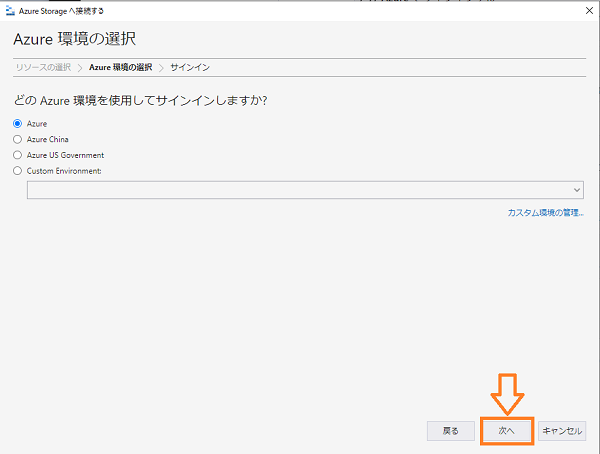 Azure Storage へ接続する
Azure 環境の選択
リソースの選択 > Azure 環境の選択 > サインイン
どの Azure 環境を使用してサインインしますか?
Azure
Azure China
Azure US Government
Custom Environment:
カスタム環境の管理...
戻る 次へ キャンセル